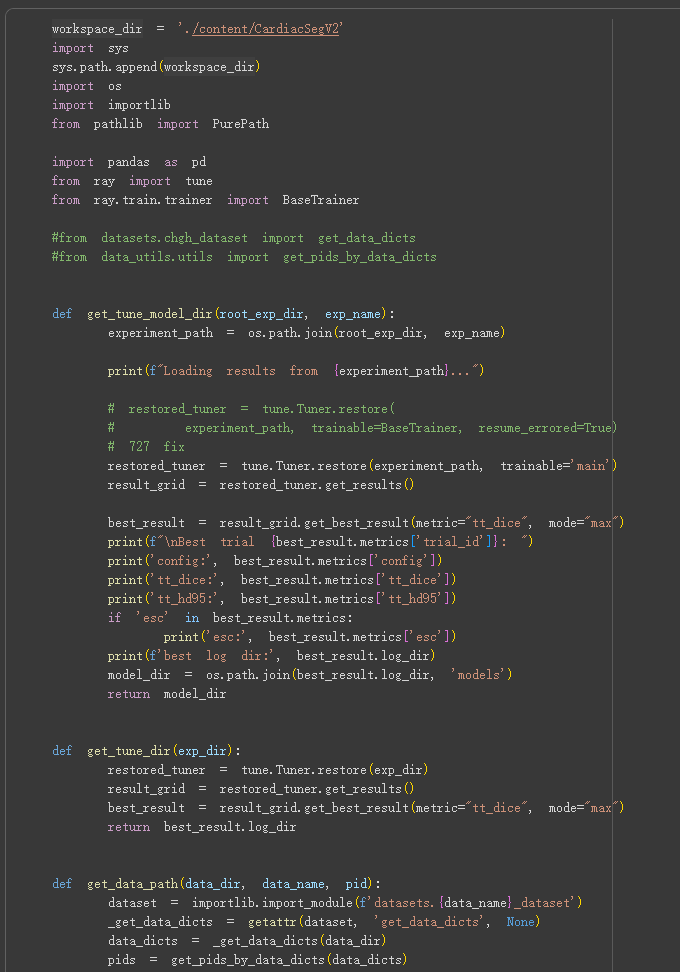 workspace_dir = './content/CardiacSegV2'
import sys
sys.path.append(workspace_dir)
import os
import importlib
from pathlib import PurePath
import pandas as pd
from ray import tune
from ray.train.trainer import BaseTrainer
#from datasets.chgh_dataset import get_data_dicts
#from data_utils.utils import get_pids_by_data_dicts
def get_tune_model_dir(root_exp_dir, exp_name):
experiment_path = os.path.join(root_exp_dir, exp_name)
print(f"Loading results from {experiment_path}...")
# restored_tuner = tune.Tuner.restore(
# experiment_path, trainable=BaseTrainer, resume_errored=True)
# 727 fix
restored_tuner = tune.Tuner.restore(experiment_path, trainable='main')
result_grid = restored_tuner.get_results()
best_result = result_grid.get_best_result(metric="tt_dice", mode="max")
print(f"\nBest trial {best_result.metrics['trial_id']}: ")
print('config:', best_result.metrics['config'])
print('tt_dice:', best_result.metrics['tt_dice'])
print('tt_hd95:', best_result.metrics['tt_hd95'])
if 'esc' in best_result.metrics:
print('esc:', best_result.metrics['esc'])
print(f'best log dir:', best_result.log_dir)
model_dir = os.path.join(best_result.log_dir, 'models')
return model_dir
def get_tune_dir(exp_dir):
restored_tuner = tune.Tuner.restore(exp_dir)
result_grid = restored_tuner.get_results()
best_result = result_grid.get_best_result(metric="tt_dice", mode="max")
return best_result.log_dir
def get_data_path(data_dir, data_name, pid):
dataset = importlib.import_module(f'datasets.{data_name}_dataset')
_get_data_dicts = getattr(dataset, 'get_data_dicts', None)
data_dicts = _get_data_dicts(data_dir)
pids = get_pids_by_data_dicts(data_dicts)